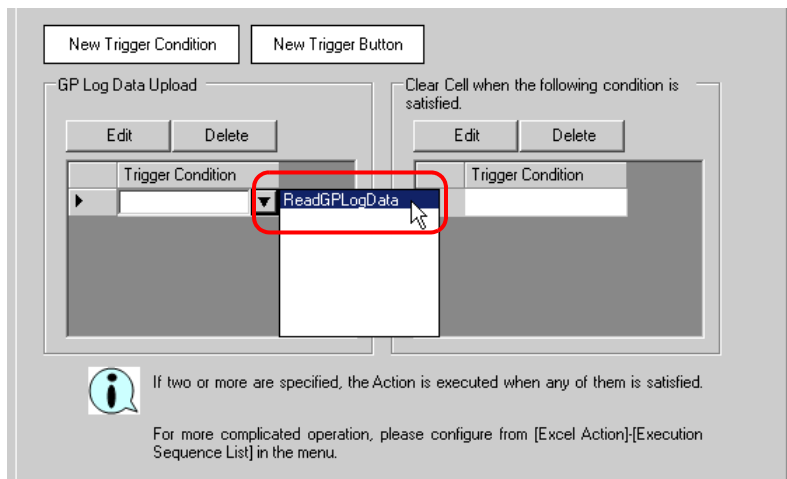 New Trigger Condition
New Trigger Button
GP Log Data Upload
Edit
Delete
Trigger Condition
ReadGPLogData
Clear Cell when the following condition is
satisfied.
Edit
Delete
Trigger Condition
If two or more are specified, the Action is executed when any of them is satisfied.
For more complicated operation, please configure from [Excel Action]-[Execution
Sequence List] in the menu.